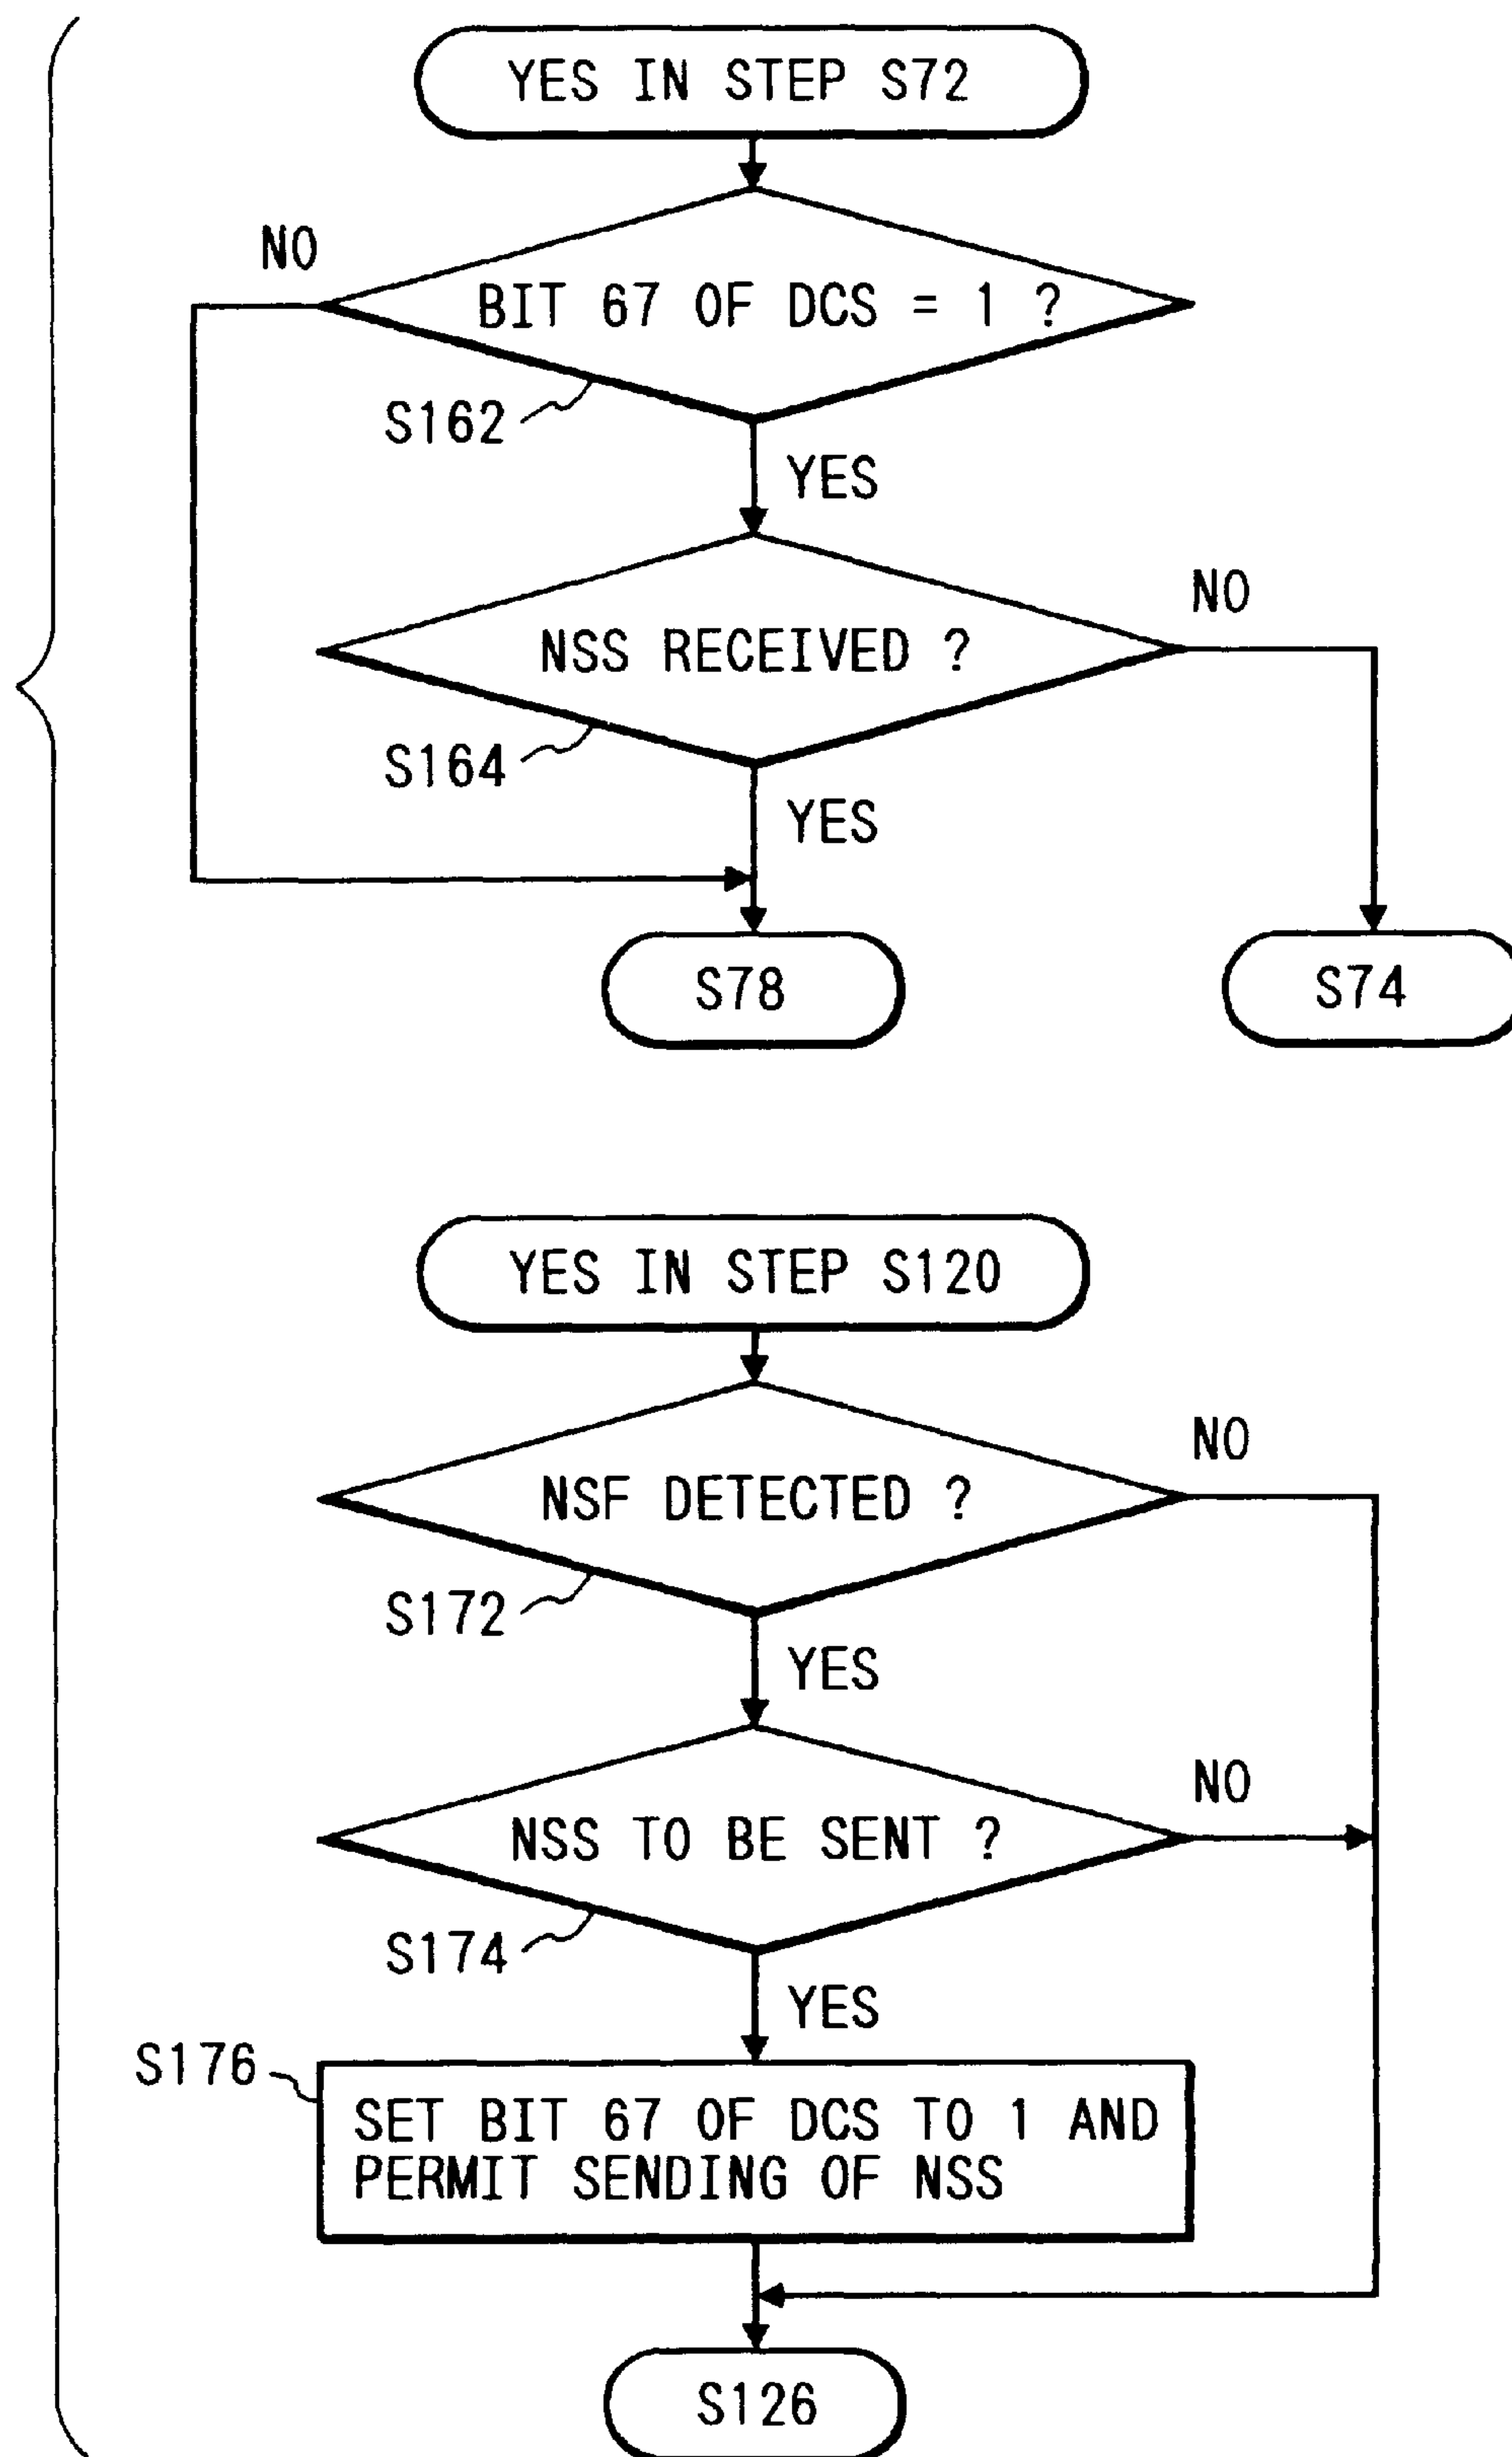 YES IN STEP S72
NO
BIT 67 OF DCS = 1 ?
S162
YES
NO
NSS RECEIVED ?
S164
YES
S78
S74
YES IN STEP S120
NO
NSF DETECTED ?
S172
YES
NO
NSS TO BE SENT ?
S174
YES
S176
SET BIT 67 OF DCS TO 1 AND
PERMIT SENDING OF NSS
S126